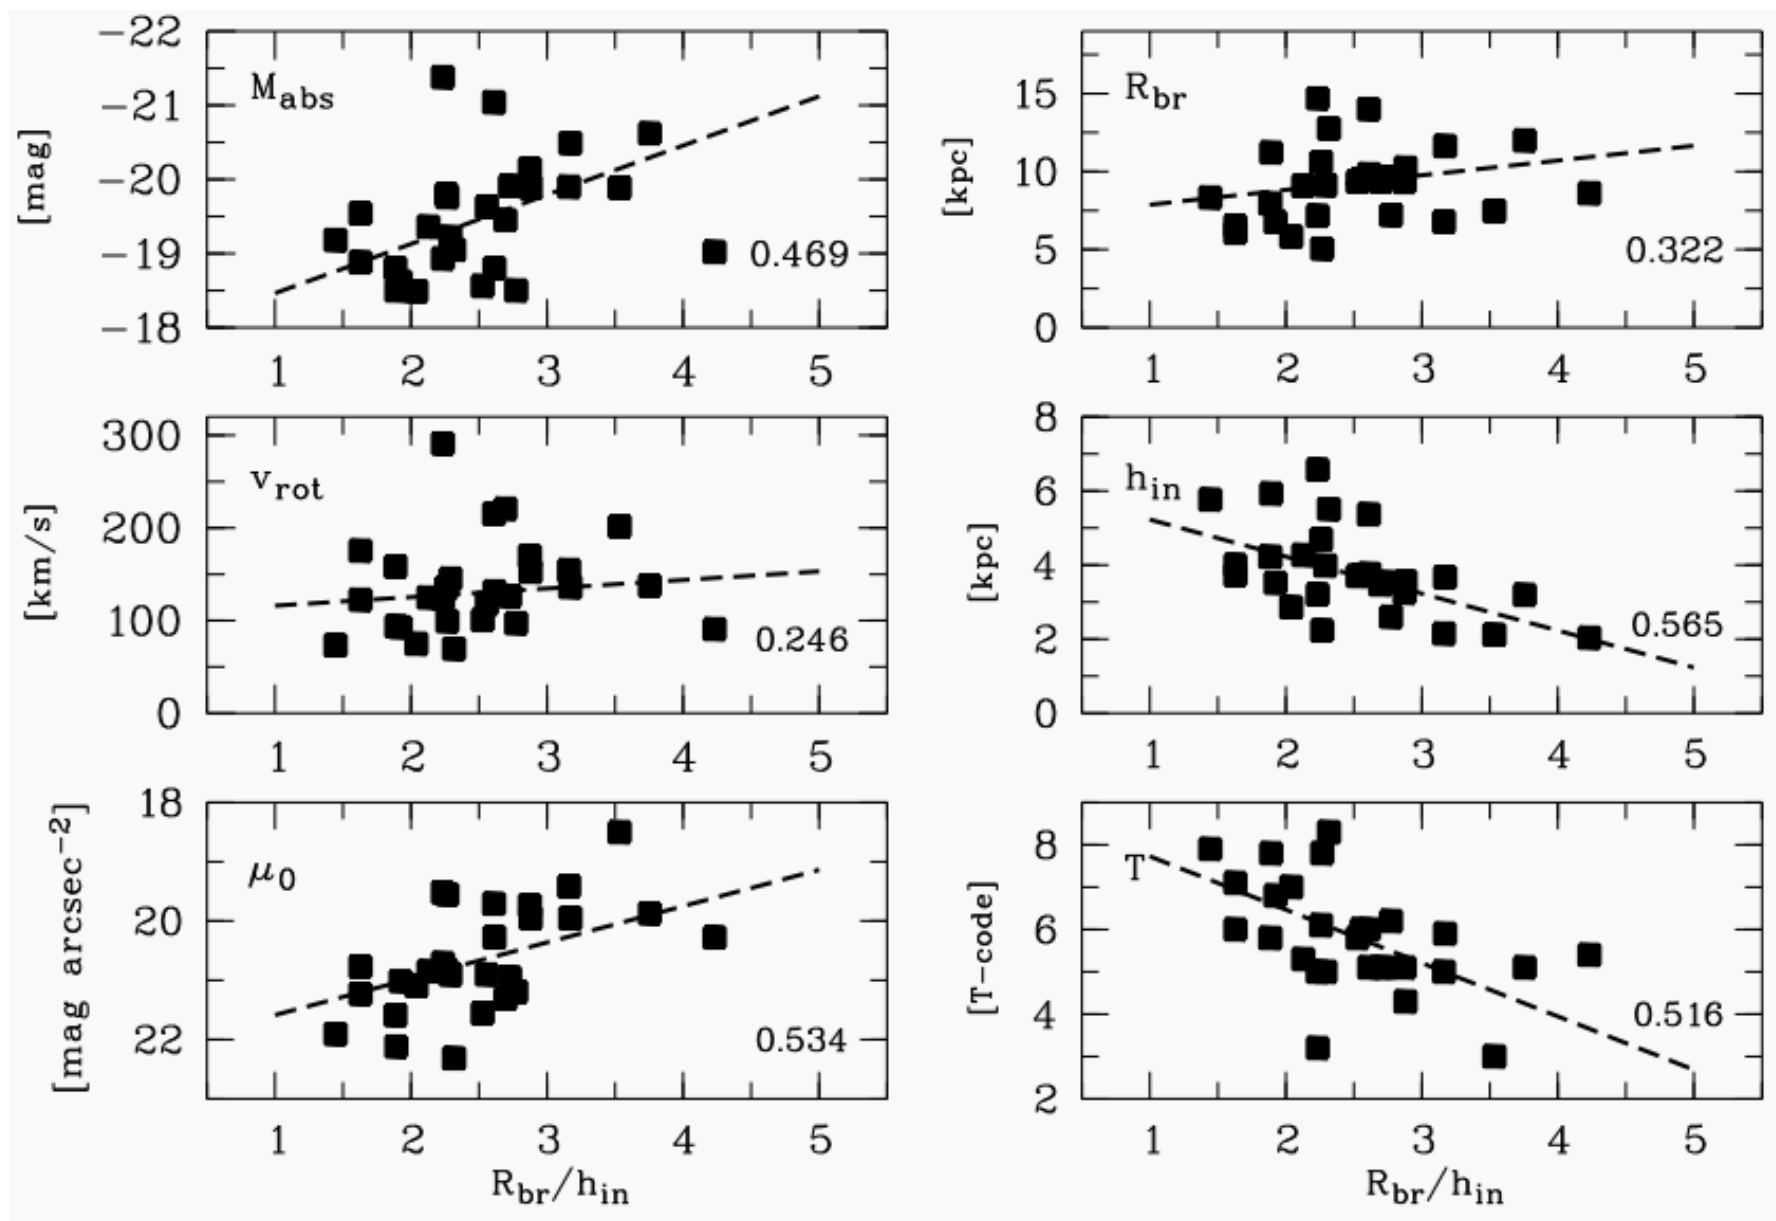 −22
−21
−20
−19
−18
[mag]
M_abs
0.469
1 2 3 4 5
15
10
5
0
[kpc]
R_br
0.322
1 2 3 4 5
300
200
100
0
[km/s]
v_rot
0.246
1 2 3 4 5
8
6
4
2
0
[kpc]
h_in
0.565
1 2 3 4 5
18
20
22
[mag arcsec⁻²]
μ₀
0.534
1 2 3 4 5
R_br/h_in
8
6
4
2
[T−code]
T
0.516
1 2 3 4 5
R_br/h_in